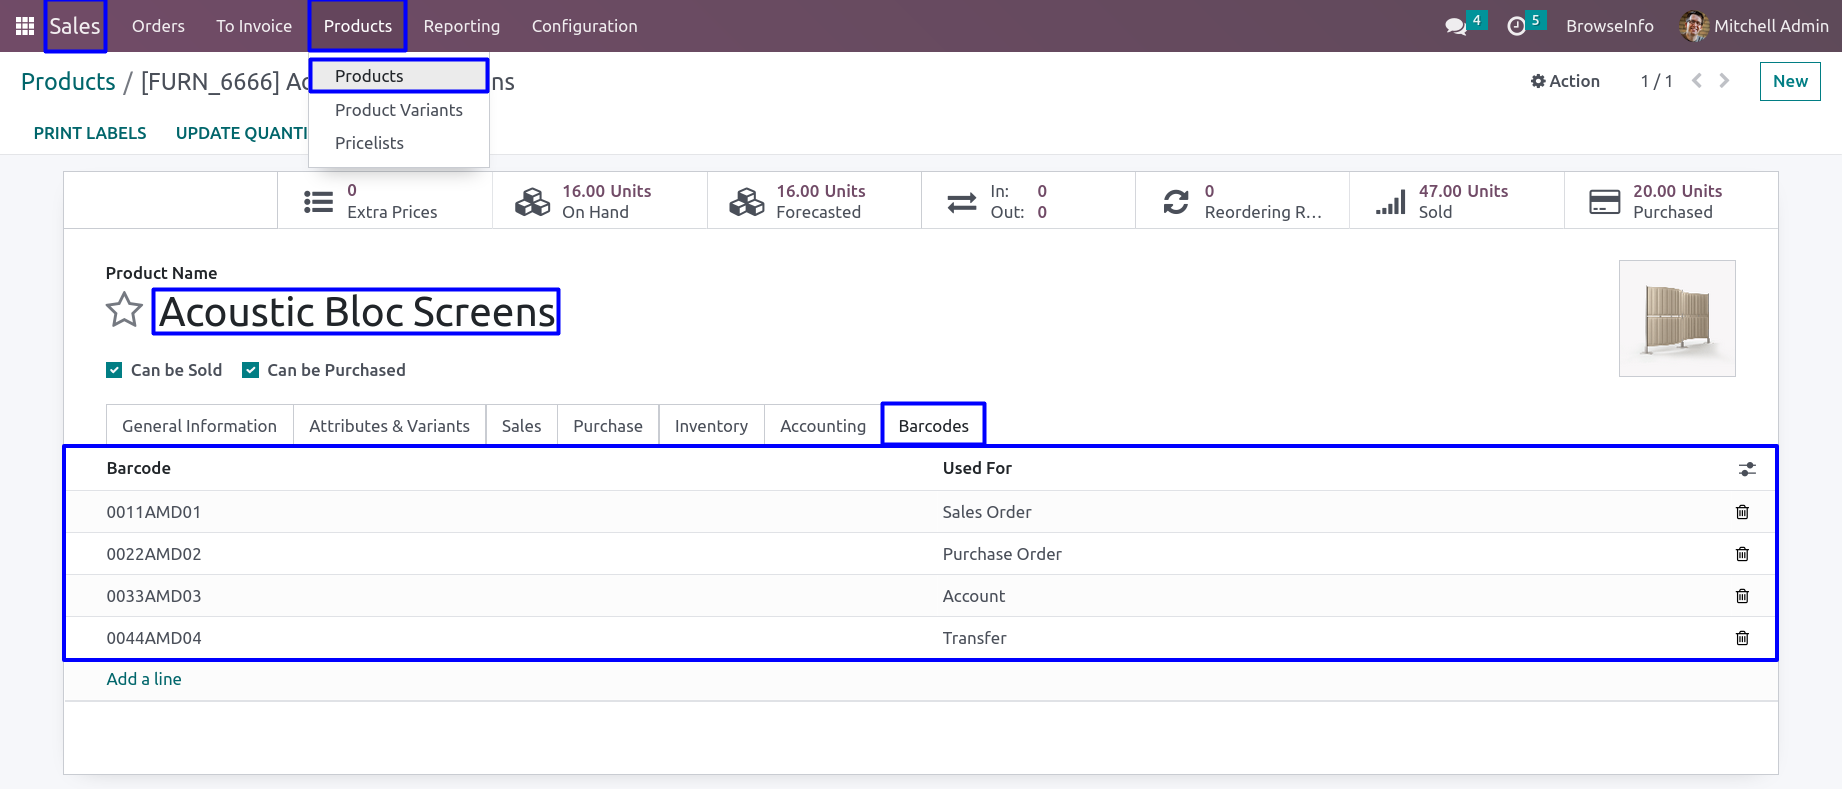 Sales Orders To Invoice Products Reporting Configuration 4 5 BrowseInfo Mitchell Admin
Products / [FURN_6666] Ac ns Action 1 / 1 New
Products
Product Variants
Pricelists
PRINT LABELS UPDATE QUANTI
0 Extra Prices
16.00 Units On Hand
16.00 Units Forecasted
In: 0
Out: 0
0 Reordering R...
47.00 Units Sold
20.00 Units Purchased
Product Name
Acoustic Bloc Screens
Can be Sold Can be Purchased
General Information Attributes & Variants Sales Purchase Inventory Accounting Barcodes
Barcode Used For
0011AMD01 Sales Order
0022AMD02 Purchase Order
0033AMD03 Account
0044AMD04 Transfer
Add a line